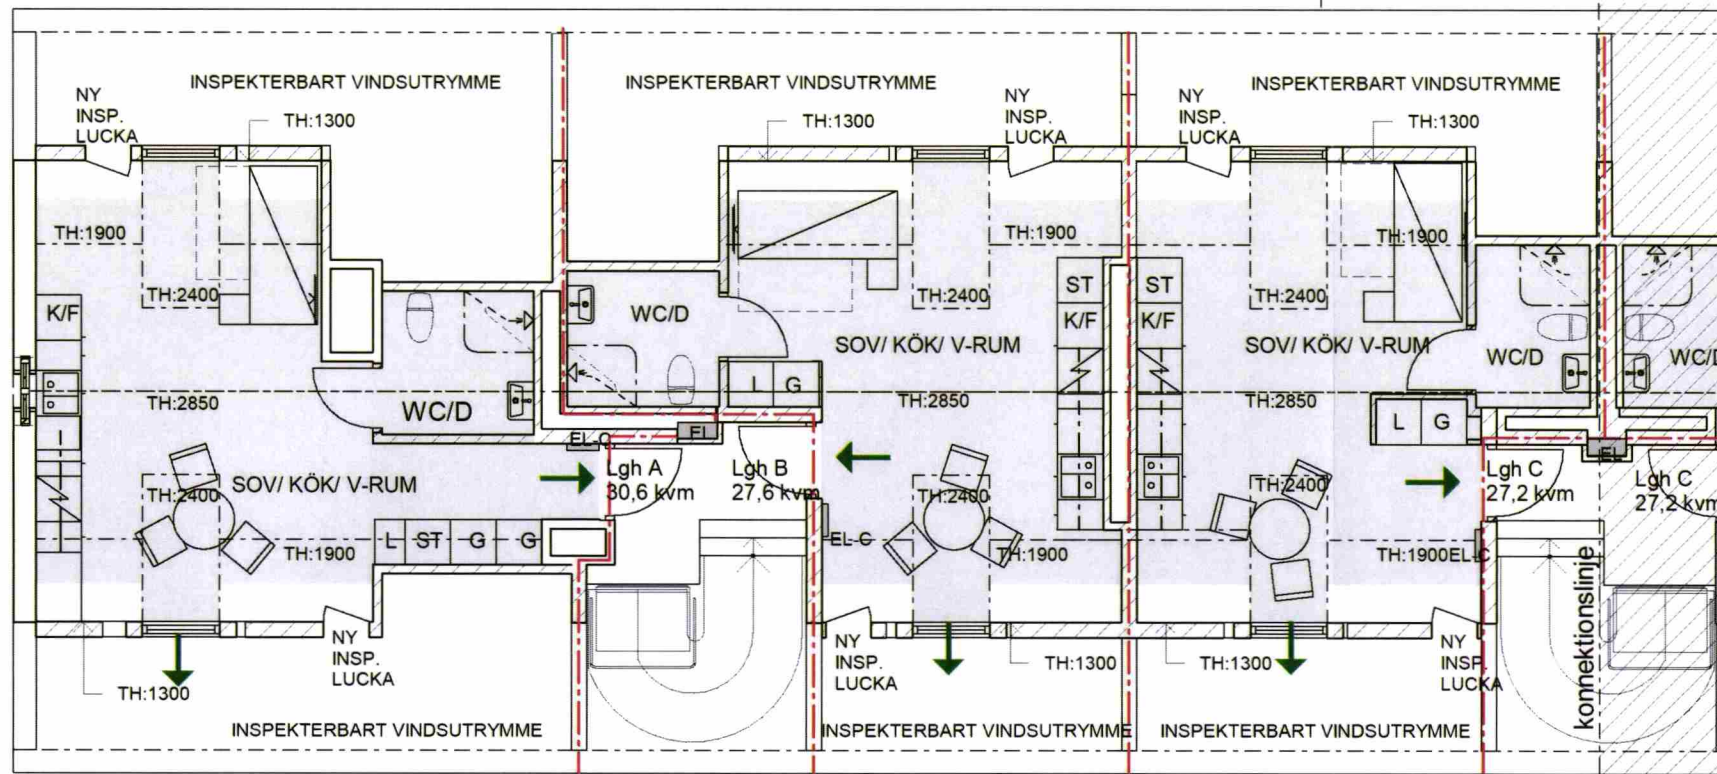 INSPEKTERBART VINDSUTRYMME
INSPEKTERBART VINDSUTRYMME
INSPEKTERBART VINDSUTRYMME
NY
INSP.
LUCKA
TH:1300
TH:1300
NY
INSP.
LUCKA
NY
INSP.
LUCKA
TH:1300
TH:1900
TH:1900
TH:1900
TH:2400
TH:2400
TH:2400
K/F
ST
K/F
ST
K/F
WC/D
SOV/ KÖK/ V-RUM
SOV/ KÖK/ V-RUM
WC/D
WC/D
L
G
TH:2850
TH:2850
TH:2850
WC/D
L
G
EL-C
EL
EL
Lgh A
30,6 kvm
Lgh B
27,6 kvm
Lgh C
27,2 kvm
Lgh C
27,2 kvm
SOV/ KÖK/ V-RUM
TH:2400
TH:2400
TH:2400
L
ST
G
G
TH:1900
EL-C
TH:1900
TH:1900
EL-C
konnektionslinje
NY
INSP.
LUCKA
NY
INSP.
LUCKA
NY
INSP.
LUCKA
TH:1300
TH:1300
TH:1300
INSPEKTERBART VINDSUTRYMME
INSPEKTERBART VINDSUTRYMME
INSPEKTERBART VINDSUTRYMME